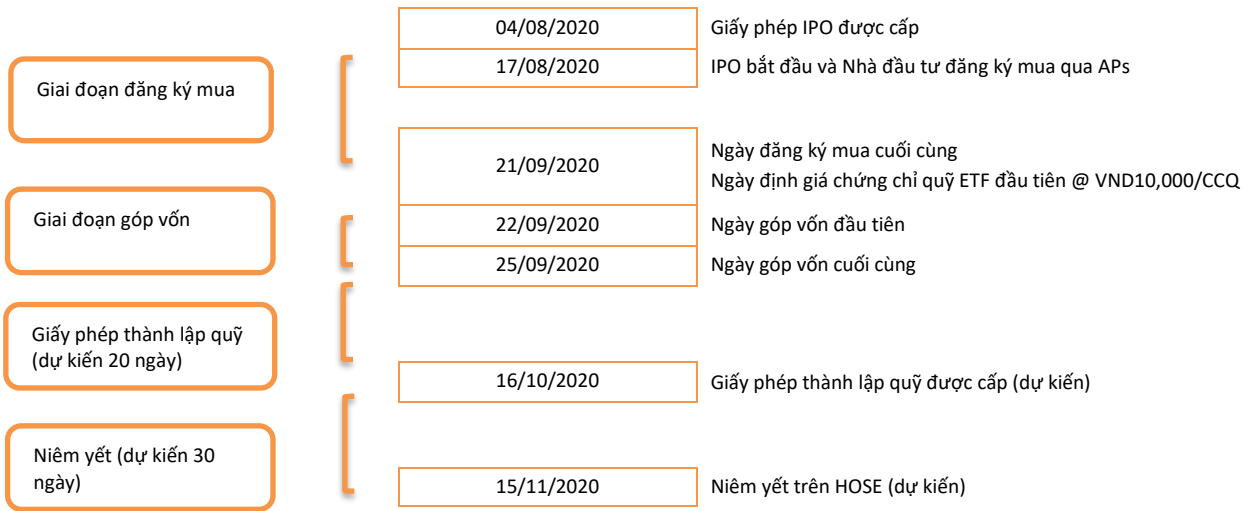 04/08/2020 Giấy phép IPO được cấp
17/08/2020 IPO bắt đầu và Nhà đầu tư đăng ký mua qua APs
Giai đoạn đăng ký mua
21/09/2020
Ngày đăng ký mua cuối cùng
Ngày định giá chứng chỉ quỹ ETF đầu tiên @ VND10,000/CCQ
Giai đoạn góp vốn
22/09/2020 Ngày góp vốn đầu tiên
25/09/2020 Ngày góp vốn cuối cùng
Giấy phép thành lập quỹ
(dự kiến 20 ngày)
16/10/2020 Giấy phép thành lập quỹ được cấp (dự kiến)
Niêm yết (dự kiến 30
ngày)
15/11/2020 Niêm yết trên HOSE (dự kiến)